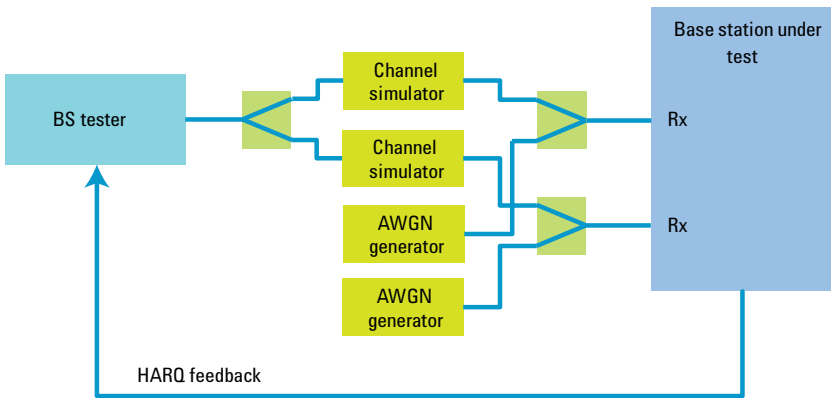 Base station under
test
Channel
simulator
BS tester
Rx
Channel
simulator
AWGN
generator
Rx
AWGN
generator
HARQ feedback